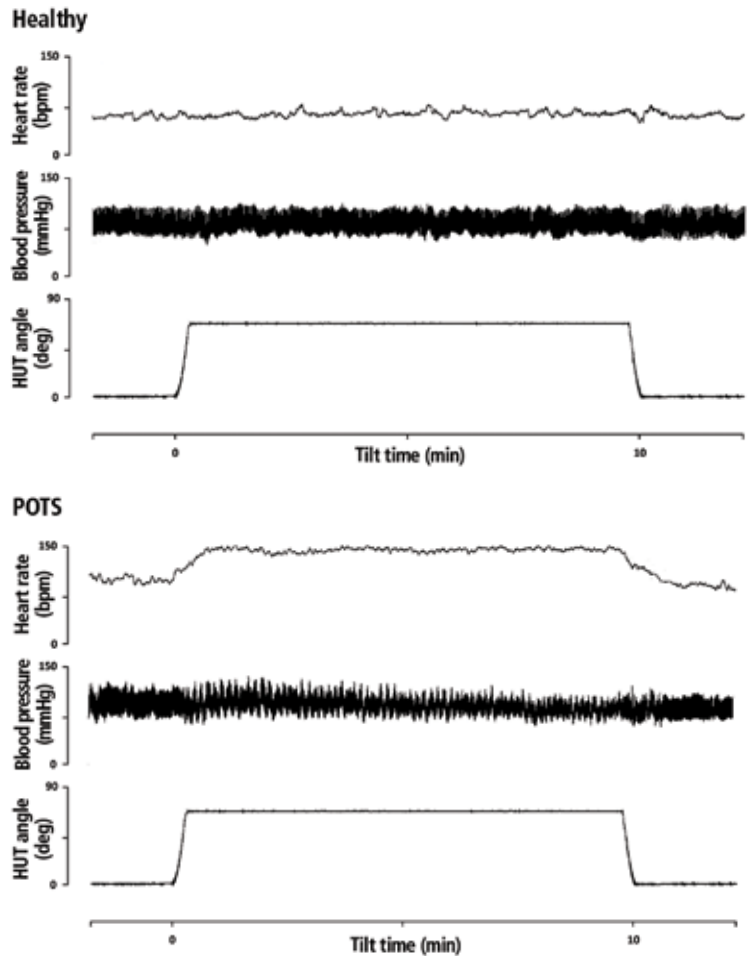 Healthy
Heart rate
(bpm)
150
0
Blood pressure
(mmHg)
150
0
HUT angle
(deg)
90
0
0
10
Tilt time (min)
POTS
Heart rate
(bpm)
150
0
Blood pressure
(mmHg)
150
0
HUT angle
(deg)
90
0
0
10
Tilt time (min)